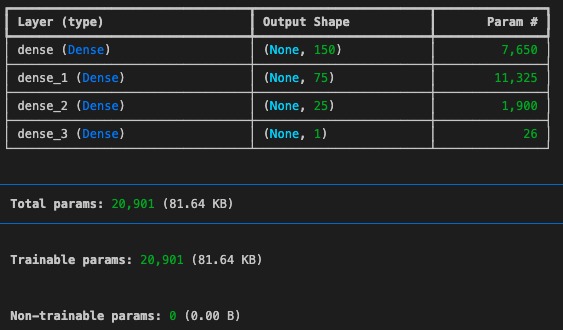 Layer (type) Output Shape Param #
dense (Dense) (None, 150) 7,650
dense_1 (Dense) (None, 75) 11,325
dense_2 (Dense) (None, 25) 1,900
dense_3 (Dense) (None, 1) 26
Total params: 20,901 (81.64 KB)
Trainable params: 20,901 (81.64 KB)
Non-trainable params: 0 (0.00 B)